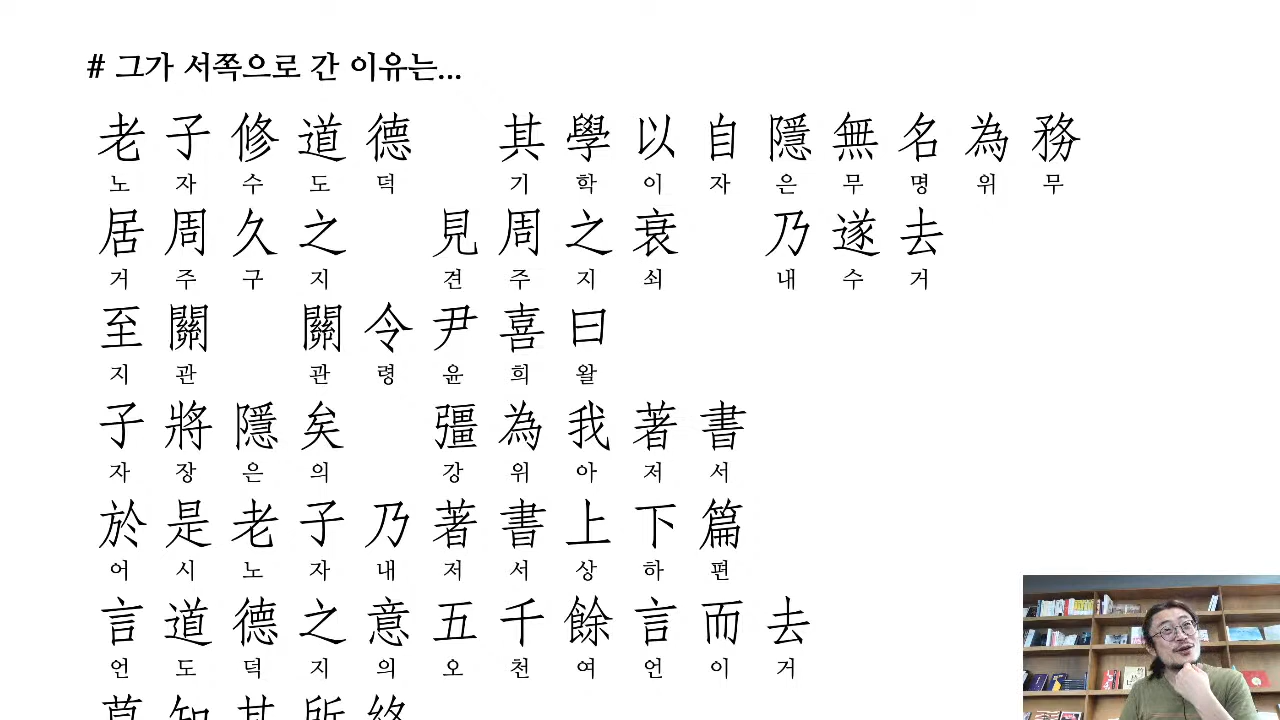 # 그가 서쪽으로 간 이유는...
老子修道德 其學以自隱無名為務
노자수도덕 기학이자은무명위무
居周久之 見周之衰 乃遂去
거주구지 견주지쇠 내수거
至關 關令尹喜曰
지관 관령윤희왈
子將隱矣 彊為我著書
자장은의 강위아저서
於是老子乃著書上下篇
어시노자내저서상하편
言道德之意五千餘言而去
언도덕지의오천여언이거
莫知其所終